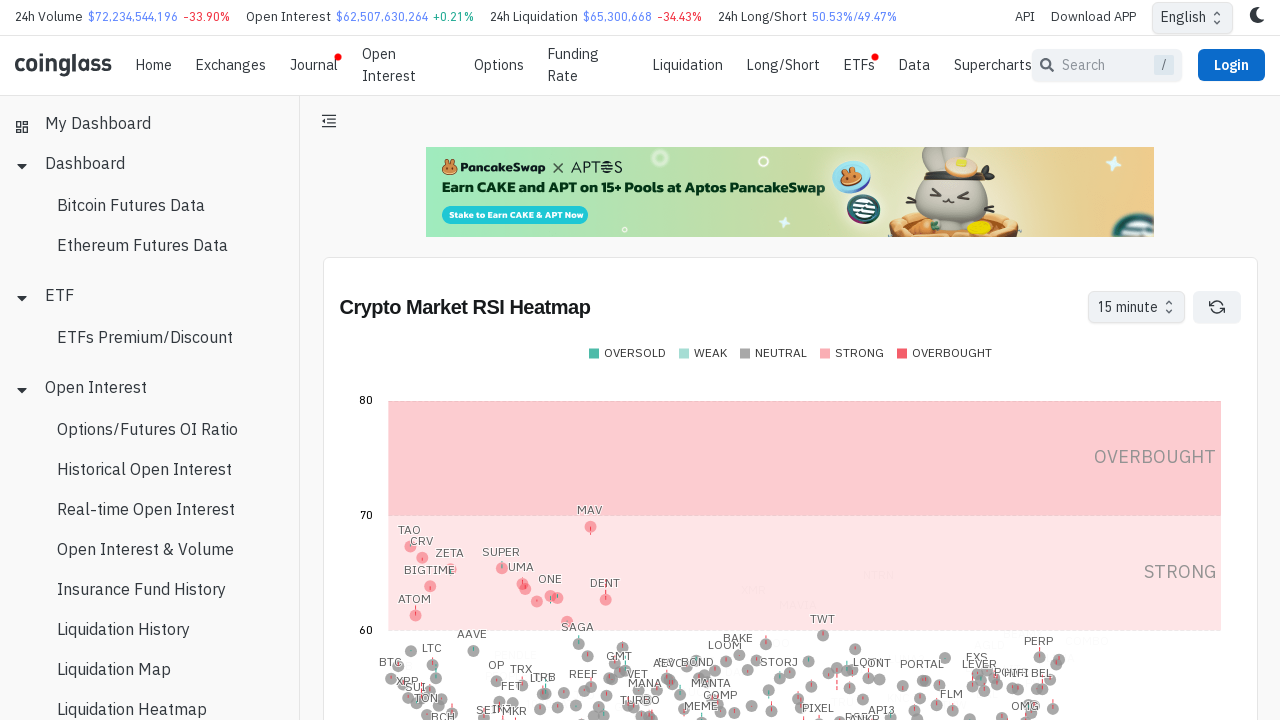 24h Volume $72,234,544,196 -33.90% Open Interest $62,507,630,264 +0.21% 24h Liquidation $65,300,668 -34.43% 24h Long/Short 50.53%/49.47% API Download APP English
coinglass Home Exchanges Journal Open Interest Options Funding Rate Liquidation Long/Short ETFs Data Supercharts Search / Login
My Dashboard
Dashboard
Bitcoin Futures Data
Ethereum Futures Data
ETF
ETFs Premium/Discount
Open Interest
Options/Futures OI Ratio
Historical Open Interest
Real-time Open Interest
Open Interest & Volume
Insurance Fund History
Liquidation History
Liquidation Map
Liquidation Heatmap
PancakeSwap × APTOS
Earn CAKE and APT on 15+ Pools at Aptos PancakeSwap
Stake to Earn CAKE & APT Now
Crypto Market RSI Heatmap
15 minute
OVERSOLD WEAK NEUTRAL STRONG OVERBOUGHT
80
OVERBOUGHT
70
MAV
TAO
CRV
ZETA
SUPER
BIGTIME
UMA
ONE
DENT
STRONG
ATOM
60
SAGA
TWT
AAVE
BAKE
PERP
LTC
LOOM
BTC
OP
TRX
GMT
BOND
STORJ
PORTAL
LEVER
REEF
VET
BEL
XRP
SUI
FET
MANA
MANTA
TON
TURBO
COMP
FLM
BCH
MKR
MEME
PIXEL
API3
OMG